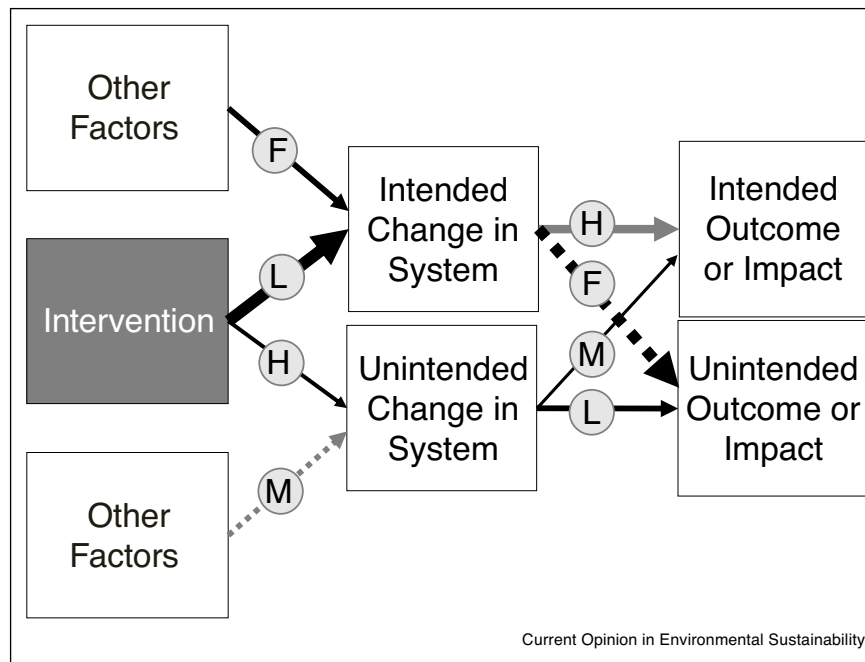 Other
Factors
F
Intended
Change in
System
H
Intended
Outcome
or Impact
Intervention
L
F
H
M
Unintended
Change in
System
L
Unintended
Outcome or
Impact
M
Other
Factors
Current Opinion in Environmental Sustainability